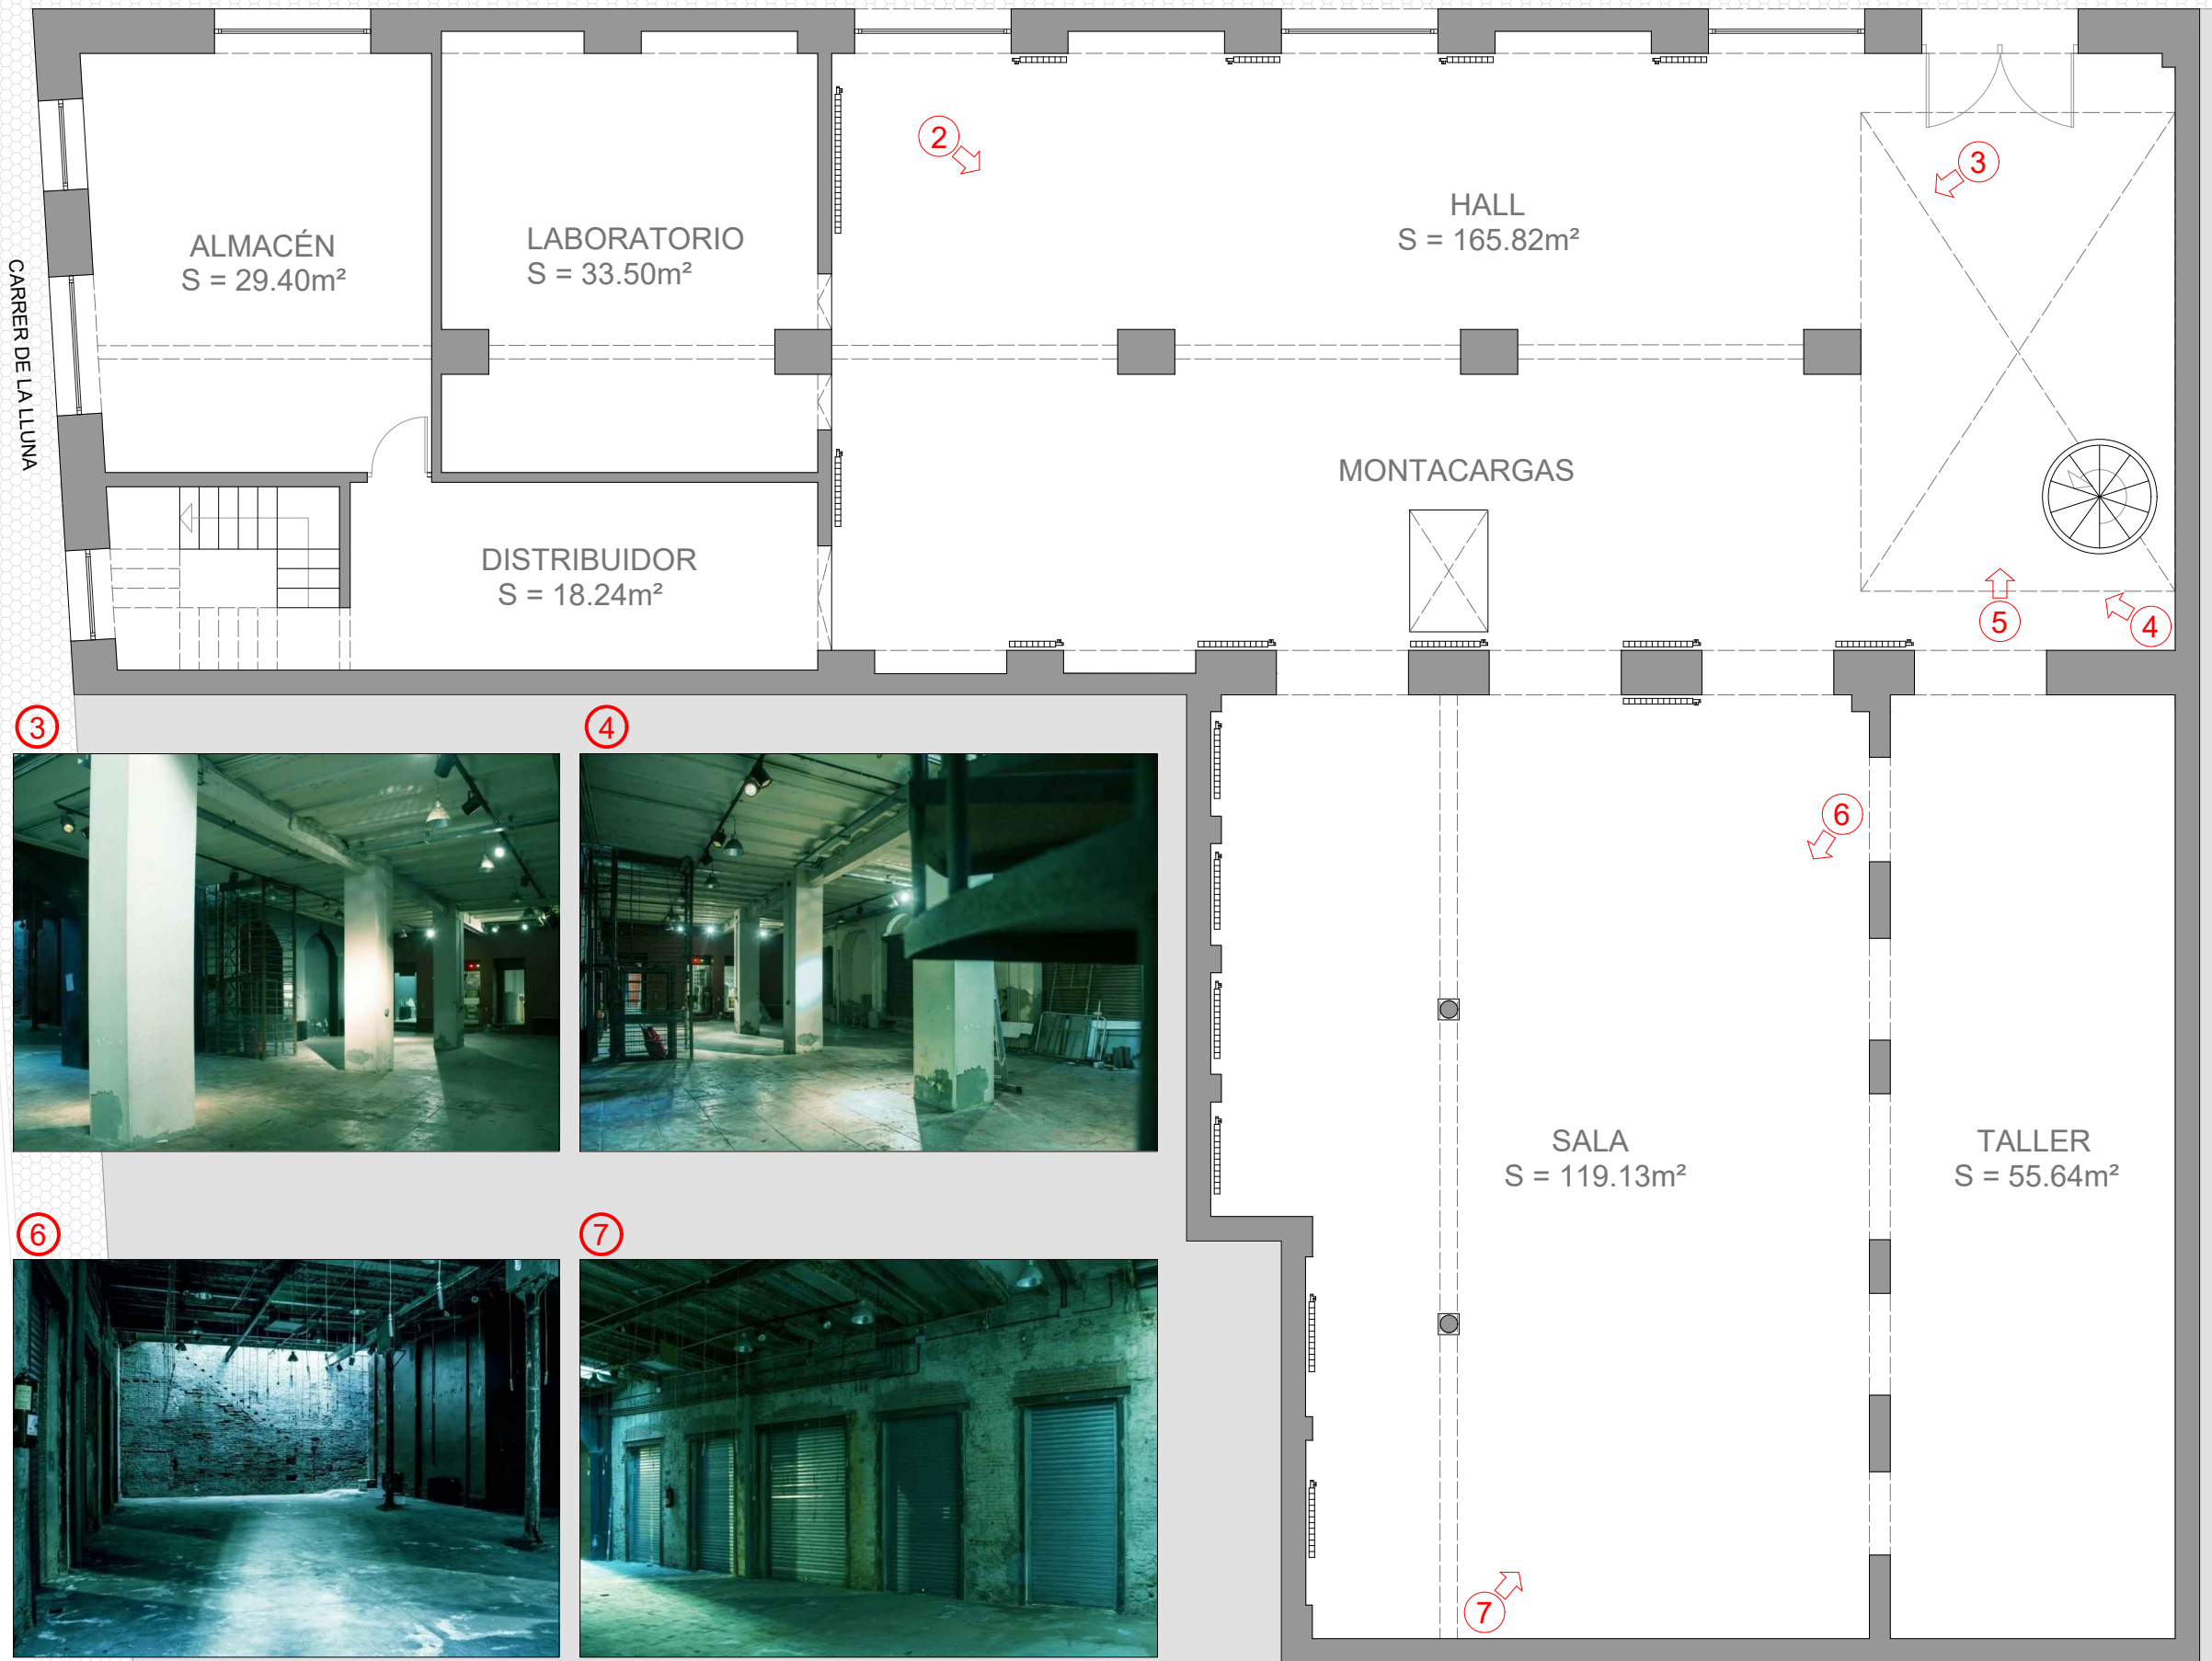 2
3
HALL
S = 165.82m²
ALMACÉN
S = 29.40m²
LABORATORIO
S = 33.50m²
CARRER DE LA LLUNA
MONTACARGAS
DISTRIBUIDOR
S = 18.24m²
5
4
3
4
6
SALA
S = 119.13m²
TALLER
S = 55.64m²
6
7
7